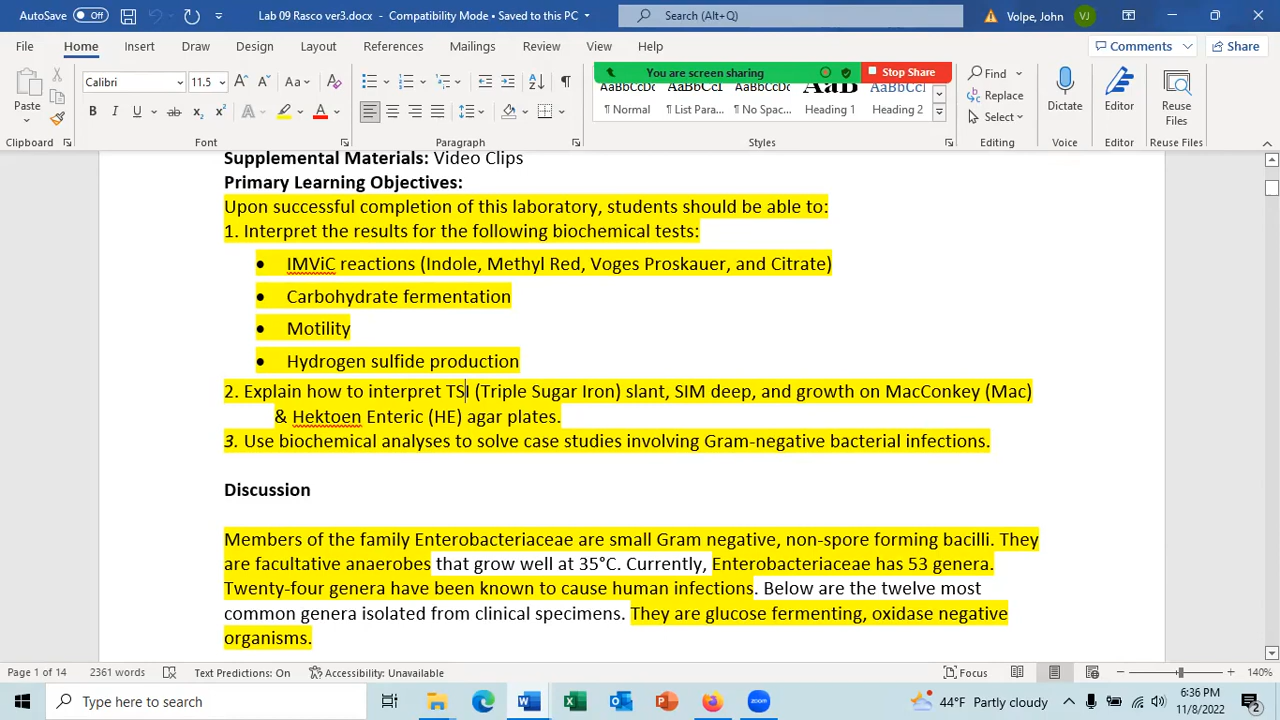 AutoSave Off Lab 09 Rasco ver3.docx - Compatibility Mode • Saved to this PC Search (Alt+Q) Volpe, John VJ
File Home Insert Draw Design Layout References Mailings Review View Help Comments Share
You are screen sharing Stop Share
Paste Calibri 11.5 Aa Find Replace Select Dictate Editor Reuse Files
Normal List Para... No Spac... Heading 1 Heading 2
Clipboard Font Paragraph Styles Editing Voice Editor Reuse Files
Supplemental Materials: Video Clips
Primary Learning Objectives:
Upon successful completion of this laboratory, students should be able to:
1. Interpret the results for the following biochemical tests:
• IMViC reactions (Indole, Methyl Red, Voges Proskauer, and Citrate)
• Carbohydrate fermentation
• Motility
• Hydrogen sulfide production
2. Explain how to interpret TSI (Triple Sugar Iron) slant, SIM deep, and growth on MacConkey (Mac)
& Hektoen Enteric (HE) agar plates.
3. Use biochemical analyses to solve case studies involving Gram-negative bacterial infections.
Discussion
Members of the family Enterobacteriaceae are small Gram negative, non-spore forming bacilli. They
are facultative anaerobes that grow well at 35°C. Currently, Enterobacteriaceae has 53 genera.
Twenty-four genera have been known to cause human infections. Below are the twelve most
common genera isolated from clinical specimens. They are glucose fermenting, oxidase negative
organisms.
Page 1 of 14 2361 words Text Predictions: On Accessibility: Unavailable Focus 140%
Type here to search 44°F Partly cloudy 6:36 PM
11/8/2022 2